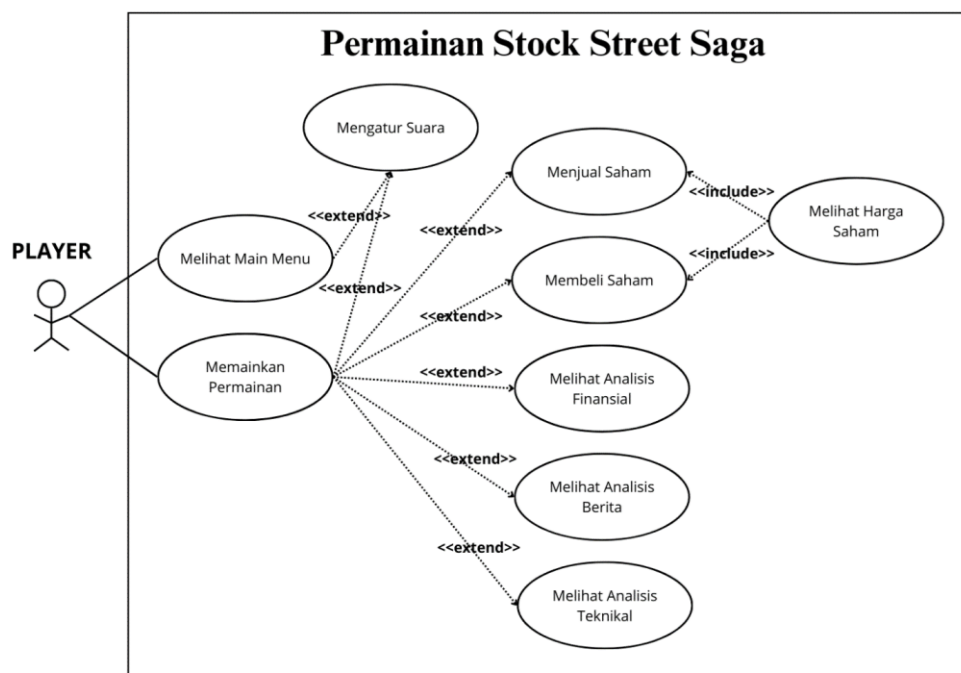 Permainan Stock Street Saga
Mengatur Suara
Menjual Saham
<<include>>
Melihat Harga
Saham
<<extend>>
<<extend>>
PLAYER
Melihat Main Menu
<<include>>
<<extend>>
Membeli Saham
<<extend>>
Memainkan
Permainan
<<extend>>
Melihat Analisis
Finansial
<<extend>>
Melihat Analisis
Berita
<<extend>>
Melihat Analisis
Teknikal